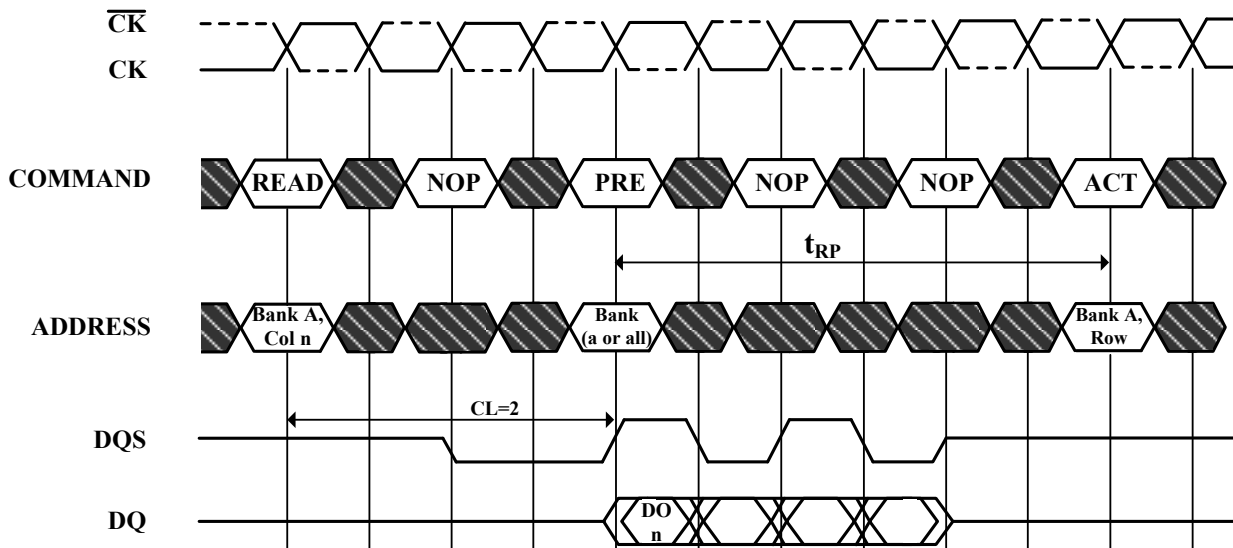 CK
CK
COMMAND
READ
NOP
PRE
NOP
NOP
ACT
tRP
ADDRESS
Bank A,
Col n
Bank
(a or all)
Bank A,
Row
CL=2
DQS
DQ
DO
n